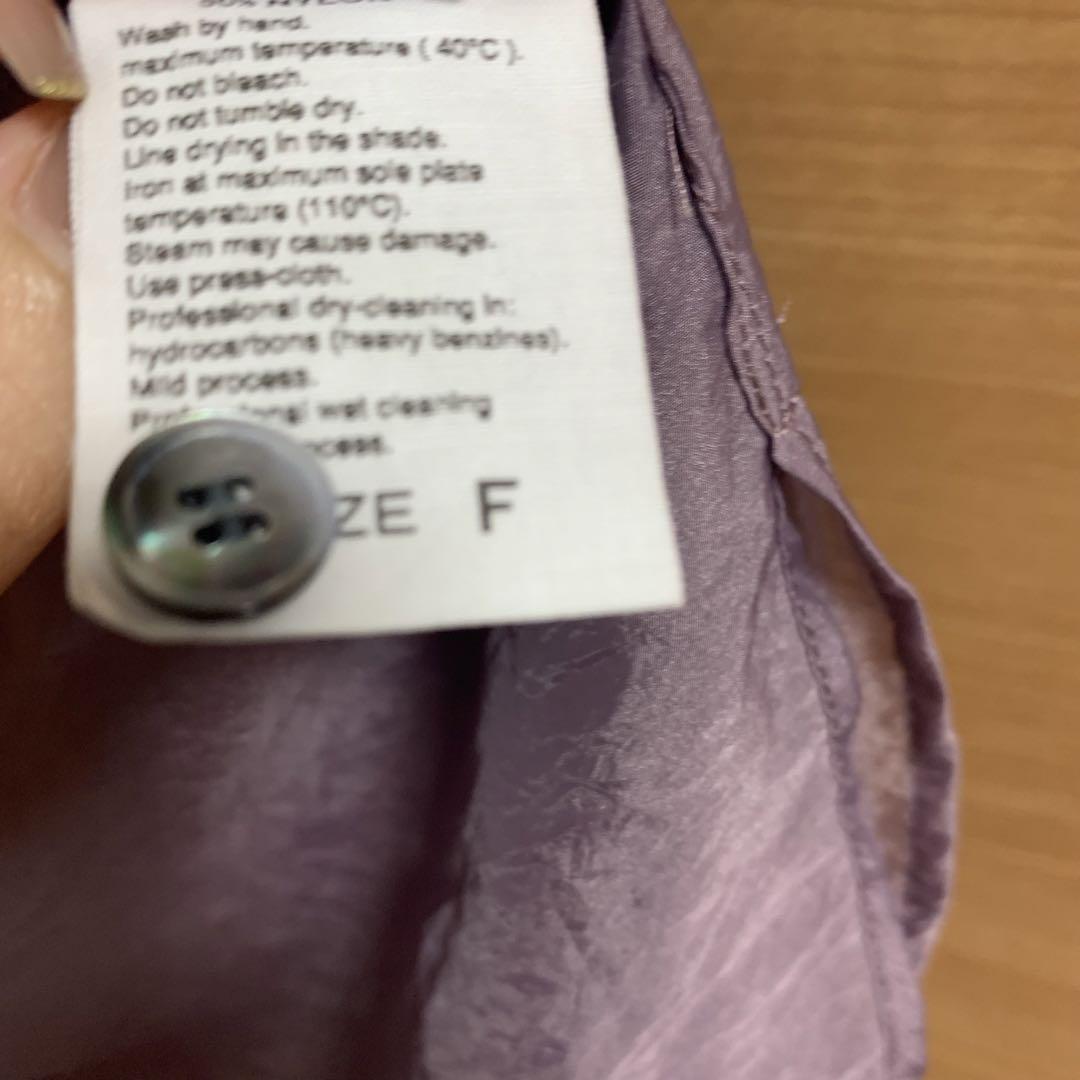 Wash by hand.
maximum temperature ( 40°C ).
Do not bleach.
Do not tumble dry.
Line drying in the shade.
Iron at maximum sole plate
temperature (110°C).
Steam may cause damage.
Use press-cloth.
Professional dry-cleaning in:
hydrocarbons (heavy benzines).
Mild process.
wet cleaning
F